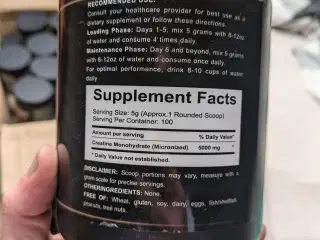 RECOMMENDED USE:
Consult your healthcare provider for best use as a
dietary supplement or follow these directions.
Loading Phase: Days 1-5, mix 5 grams with 8-12oz
of water and consume 4 times daily.
Maintenance Phase: Day 6 and beyond, mix 5 grams
with 8-12oz of water and consume once daily.
For optimal performance, drink 8-10 cups of water
daily
Supplement Facts
Serving Size: 5g (Approx.1 Rounded Scoop)
Serving Per Container: 100
Amount per serving % Daily Value*
Creatine Monohydrate (Micronized) 5000 mg *
* Daily Value not established.
DISCLAIMER: Scoop portions may vary, measure with a
gram scale for precise servings.
OTHERINGREDIENTS: None.
FREE OF: Wheat, gluten, soy, dairy, eggs, fish/shellfish,
peanuts, tree nuts.